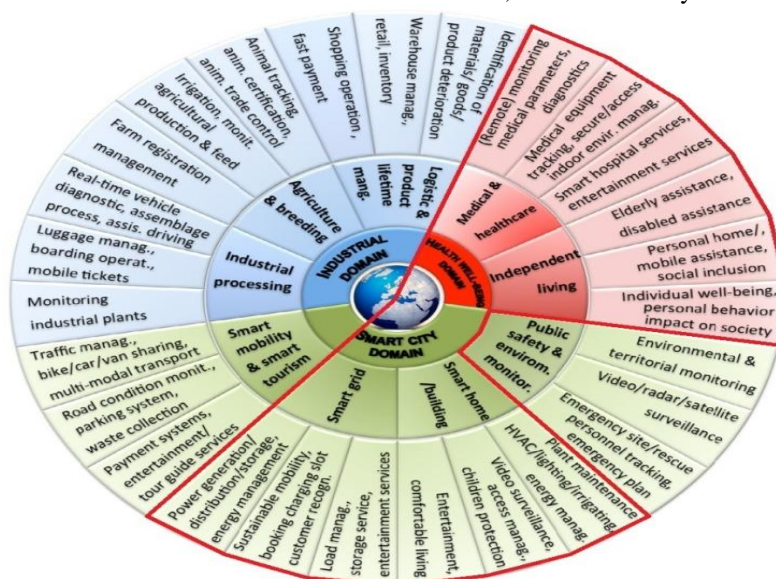 Identification of
materials/ goods/
product deterioration
Warehouse manag.,
retail, inventory
Shopping operation ,
fast payment
Animal tracking,
anim. certification,
anim. trade control
Irrigation, monit.
agricultural
production & feed
Farm registration
management
Real-time vehicle
diagnostic, assemblage
process, assis. driving
Luggage manag.,
boarding operat.,
mobile tickets
Monitoring
industrial plants
Logistic &
product
lifetime
mang.
Agriculture
& breeding
Industrial
processing
INDUSTRIAL
DOMAIN
(Remote) monitoring
medical parameters,
diagnostics
Medical equipment
tracking, secure/access
indoor envir. manag.
Smart hospital services,
entertainment services
Elderly assistance,
disabled assistance
Personal home/,
mobile assistance,
social inclusion
Individual well-being,
personal behavior
impact on society
Medical &
healthcare
Independent
living
HEALTH WELL-BEING
DOMAIN
SMART CITY
DOMAIN
Smart
mobility
& smart
tourism
Smart grid
Smart home
/building
Public
safety &
environm.
monitor.
Traffic manag.,
bike/car/van sharing,
multi-modal transport
Road condition monit.,
parking system,
waste collection
Payment systems,
entertainment/
tour guide services
Power generation/
distribution/storage,
energy management
Sustainable mobility,
booking charging slot
customer recogn.
Load manag.,
storage service,
entertainment services
Entertainment,
comfortable living
Video surveillance,
access manag.,
children protection
Plant maintenance
HVAC/lighing/irrigating,
energy manag.
Emergency site/rescue
personnel tracking,
emergency plan
Video/radar/satellite
surveillance
Environmental &
territorial monitoring